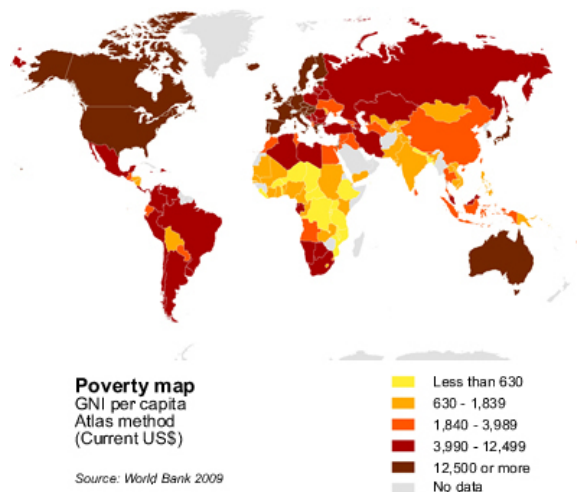 Poverty map
GNI per capita
Atlas method
(Current US$)
Source: World Bank 2009
Less than 630
630 - 1,839
1,840 - 3,989
3,990 - 12,499
12,500 or more
No data